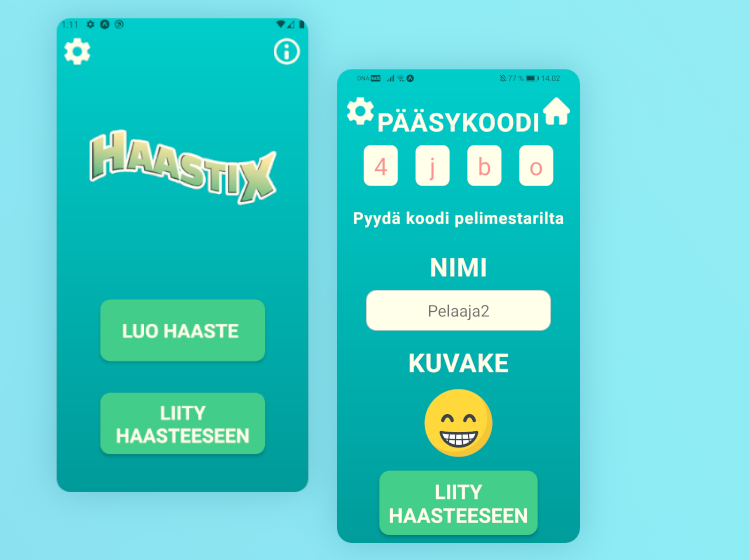 1:11
HAASTIX
LUO HAASTE
LIITY
HAASTEESEEN
DNA
77 %
14.02
PÄÄSYKOODI
4 j b o
Pyydä koodi pelimestarilta
NIMI
Pelaaja2
KUVAKE
LIITY
HAASTEESEEN